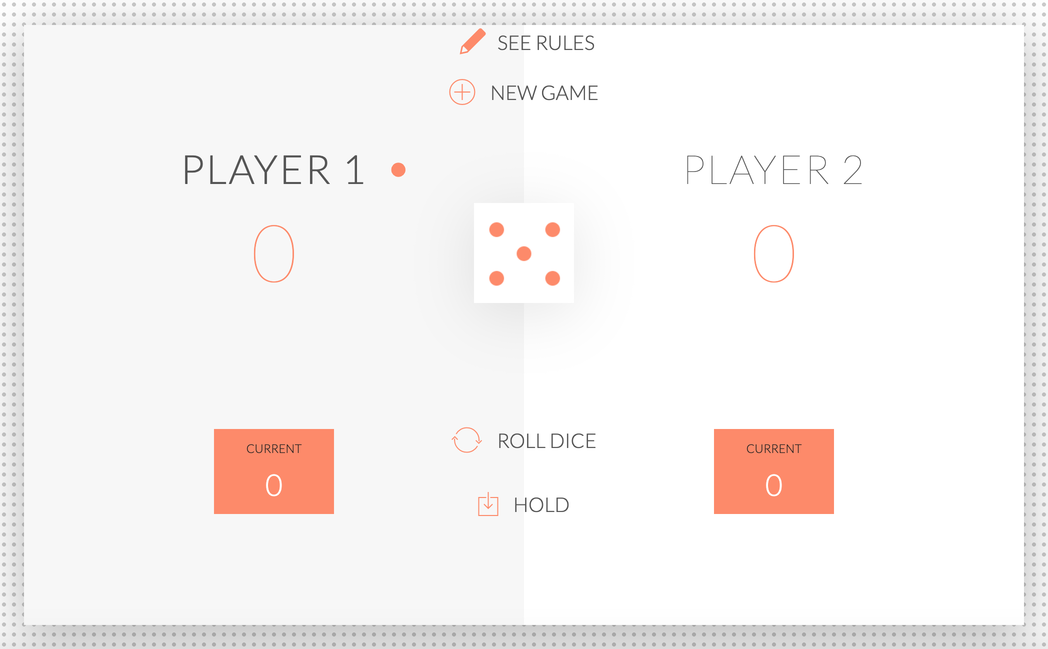 SEE RULES
NEW GAME
PLAYER 1
PLAYER 2
0
0
ROLL DICE
CURRENT
0
CURRENT
0
HOLD